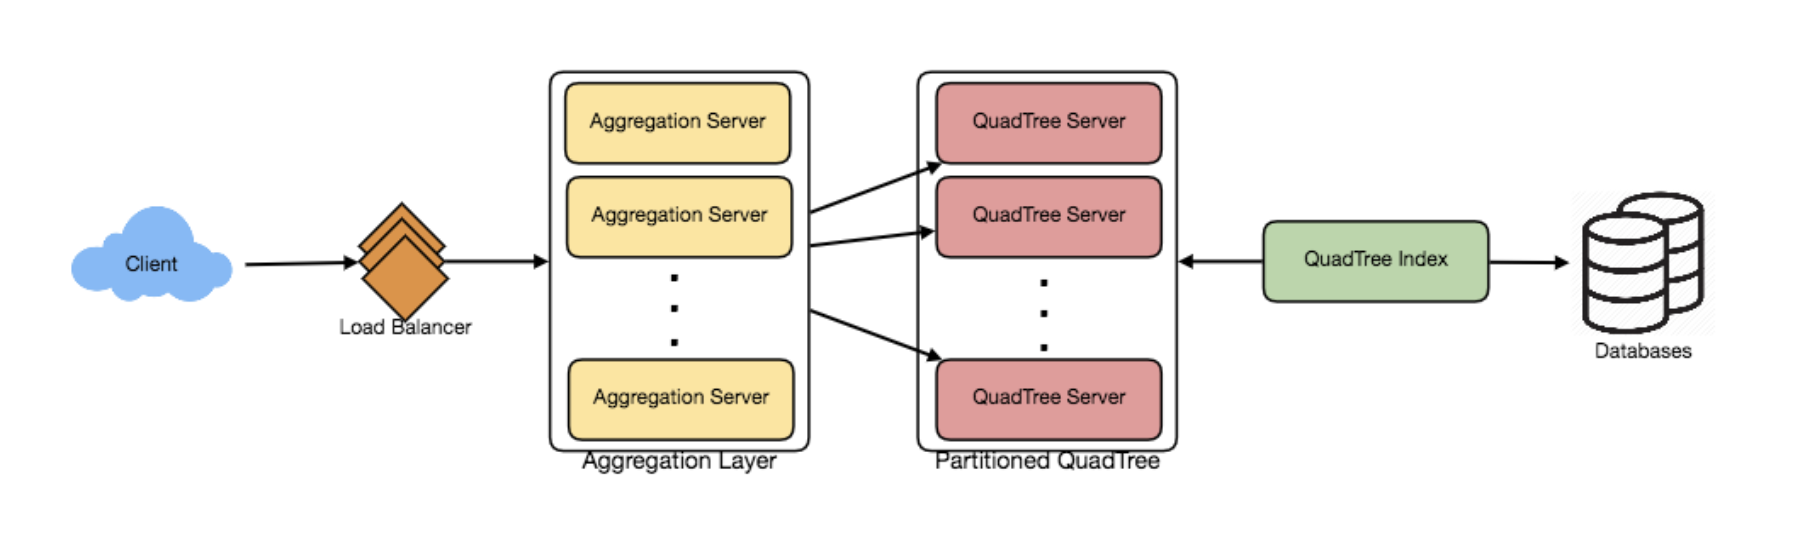 Client
Load Balancer
Aggregation Server
Aggregation Server
Aggregation Server
Aggregation Layer
QuadTree Server
QuadTree Server
QuadTree Server
Partitioned QuadTree
QuadTree Index
Databases